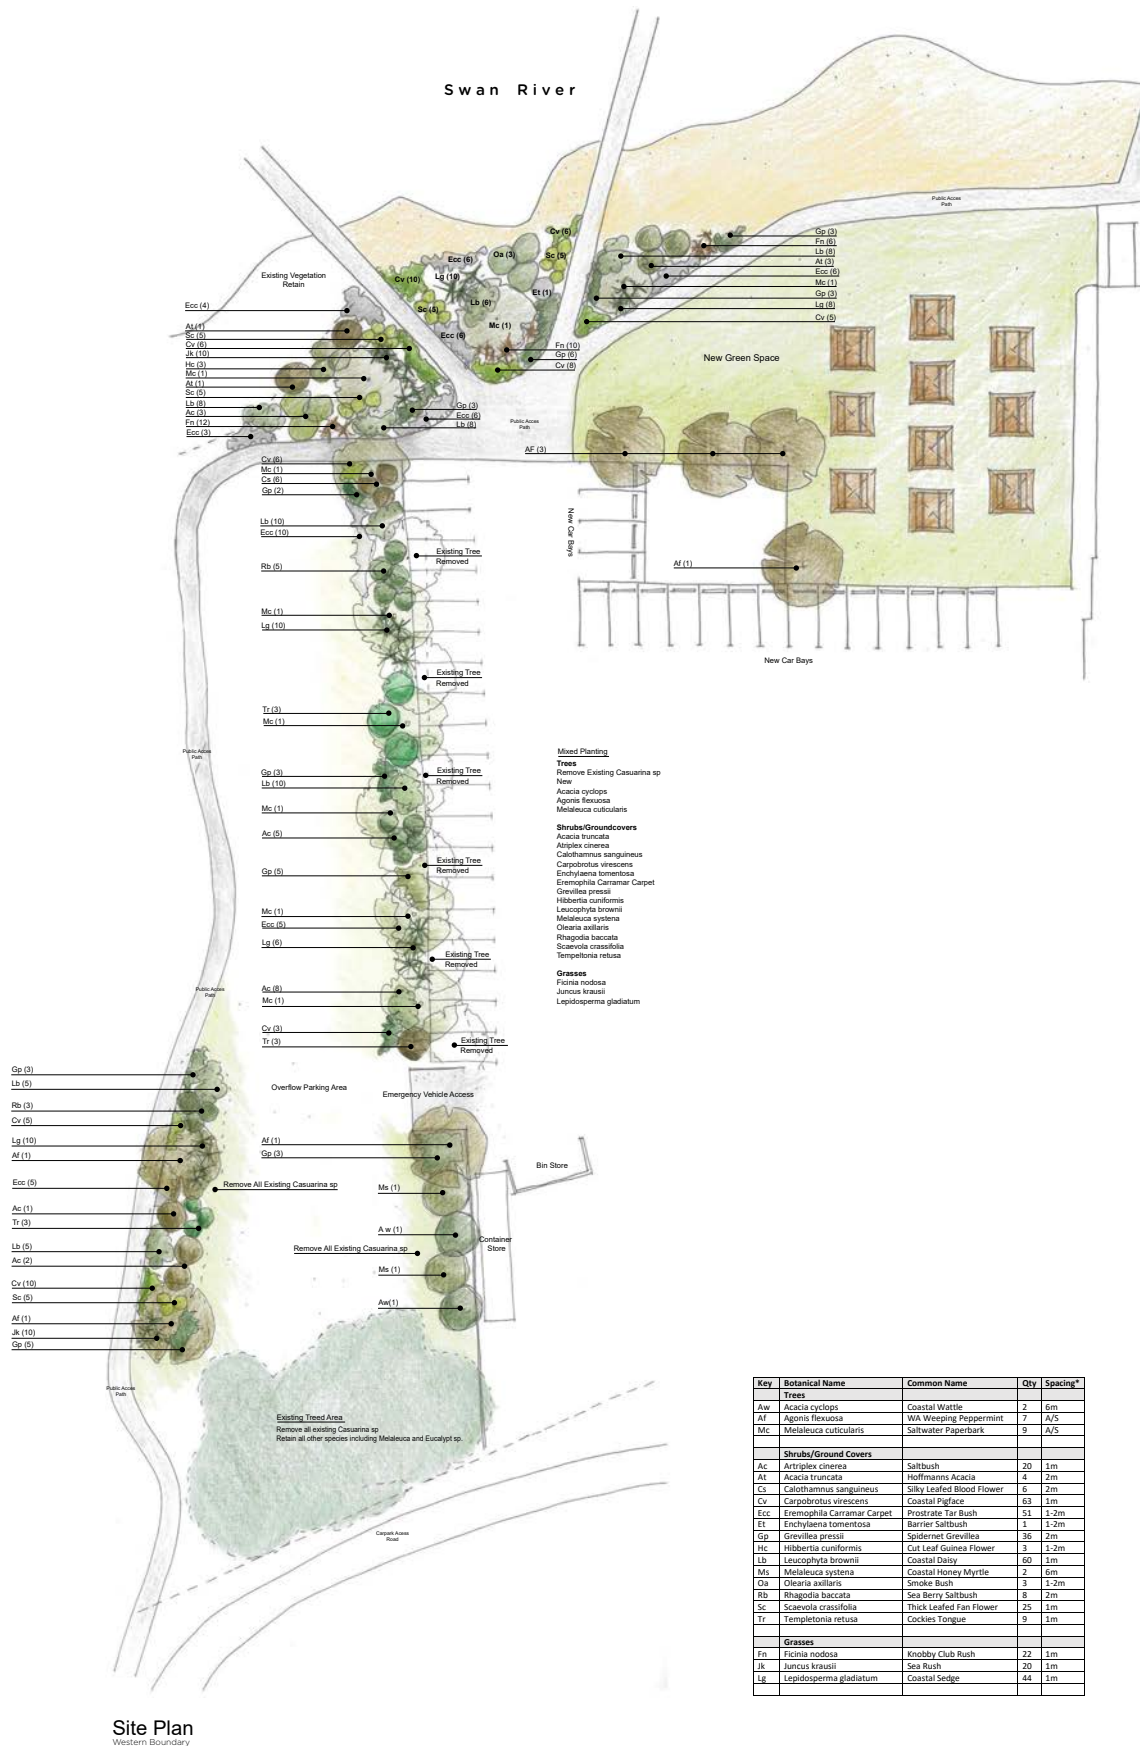 Swan River
Public Acces
Path
Cv (6)
Oa (3)
Sc (5)
Ecc (6)
Lg (10)
Cv (10)
Et (1)
Lb (6)
Sc (5)
Mc (1)
Ecc (6)
Gp (3)
Fn (6)
Lb (8)
At (3)
Ecc (6)
Mc (1)
Gp (3)
Lg (8)
Cv (5)
Existing Vegetation
Retain
Ecc (4)
At (1)
Sc (5)
Cv (6)
Jk (10)
Hc (3)
Mc (1)
At (1)
Sc (5)
Lb (8)
Ac (3)
Fn (12)
Ecc (3)
Fn (10)
Gp (6)
Cv (8)
Gp (3)
Ecc (6)
Lb (8)
Public Acces
Path
New Green Space
AF (3)
Af (1)
New Car Bays
New Car Bays
Cv (6)
Mc (1)
Cs (6)
Gp (2)
Lb (10)
Ecc (10)
Existing Tree
Removed
Rb (5)
Mc (1)
Lg (10)
Existing Tree
Removed
Tr (3)
Mc (1)
Public Acces
Path
Gp (3)
Lb (10)
Existing Tree
Removed
Mc (1)
Ac (5)
Existing Tree
Removed
Gp (5)
Mc (1)
Ecc (5)
Lg (6)
Existing Tree
Removed
Ac (8)
Mc (1)
Public Acces
Path
Cv (3)
Tr (3)
Existing Tree
Removed
Mixed Planting
Trees
Remove Existing Casuarina sp
New
Acacia cyclops
Agonis flexuosa
Melaleuca cuticularis
Shrubs/Groundcovers
Acacia truncata
Atriplex cinerea
Calothamnus sanguineus
Carpobrotus virescens
Enchylaena tomentosa
Eremophila Carramar Carpet
Grevillea pressii
Hibbertia cuniformis
Leucophyta brownii
Melaleuca systena
Olearia axillaris
Rhagodia baccata
Scaevola crassifolia
Tempeltonia retusa
Grasses
Ficinia nodosa
Juncus krausii
Lepidosperma gladiatum
Gp (3)
Lb (5)
Rb (3)
Cv (5)
Lg (10)
Af (1)
Ecc (5)
Ac (1)
Tr (3)
Lb (5)
Ac (2)
Cv (10)
Sc (5)
Af (1)
Jk (10)
Gp (5)
Overflow Parking Area
Emergency Vehicle Access
Af (1)
Gp (3)
Bin Store
Remove All Existing Casuarina sp
Ms (1)
A w (1)
Container
Store
Remove All Existing Casuarina sp
Ms (1)
Aw(1)
Public Acces
Path
Existing Treed Area
Remove all existing Casuarina sp
Retain all other species including Melaleuca and Eucalypt sp.
Carpark Acess
Road
Key Botanical Name Common Name Qty Spacing*
Trees
Aw Acacia cyclops Coastal Wattle 2 6m
Af Agonis flexuosa WA Weeping Peppermint 7 A/S
Mc Melaleuca cuticularis Saltwater Paperbark 9 A/S
Shrubs/Ground Covers
Ac Artriplex cinerea Saltbush 20 1m
At Acacia truncata Hoffmanns Acacia 4 2m
Cs Calothamnus sanguineus Silky Leafed Blood Flower 6 2m
Cv Carpobrotus virescens Coastal Pigface 63 1m
Ecc Eremophila Carramar Carpet Prostrate Tar Bush 51 1-2m
Et Enchylaena tomentosa Barrier Saltbush 1 1-2m
Gp Grevillea pressii Spidernet Grevillea 36 2m
Hc Hibbertia cuniformis Cut Leaf Guinea Flower 3 1-2m
Lb Leucophyta brownii Coastal Daisy 60 1m
Ms Melaleuca systena Coastal Honey Myrtle 2 6m
Oa Olearia axillaris Smoke Bush 3 1-2m
Rb Rhagodia baccata Sea Berry Saltbush 8 2m
Sc Scaevola crassifolia Thick Leafed Fan Flower 25 1m
Tr Templetonia retusa Cockies Tongue 9 1m
Grasses
Fn Ficinia nodosa Knobby Club Rush 22 1m
Jk Juncus krausii Sea Rush 20 1m
Lg Lepidosperma gladiatum Coastal Sedge 44 1m
Site Plan
Western Boundary